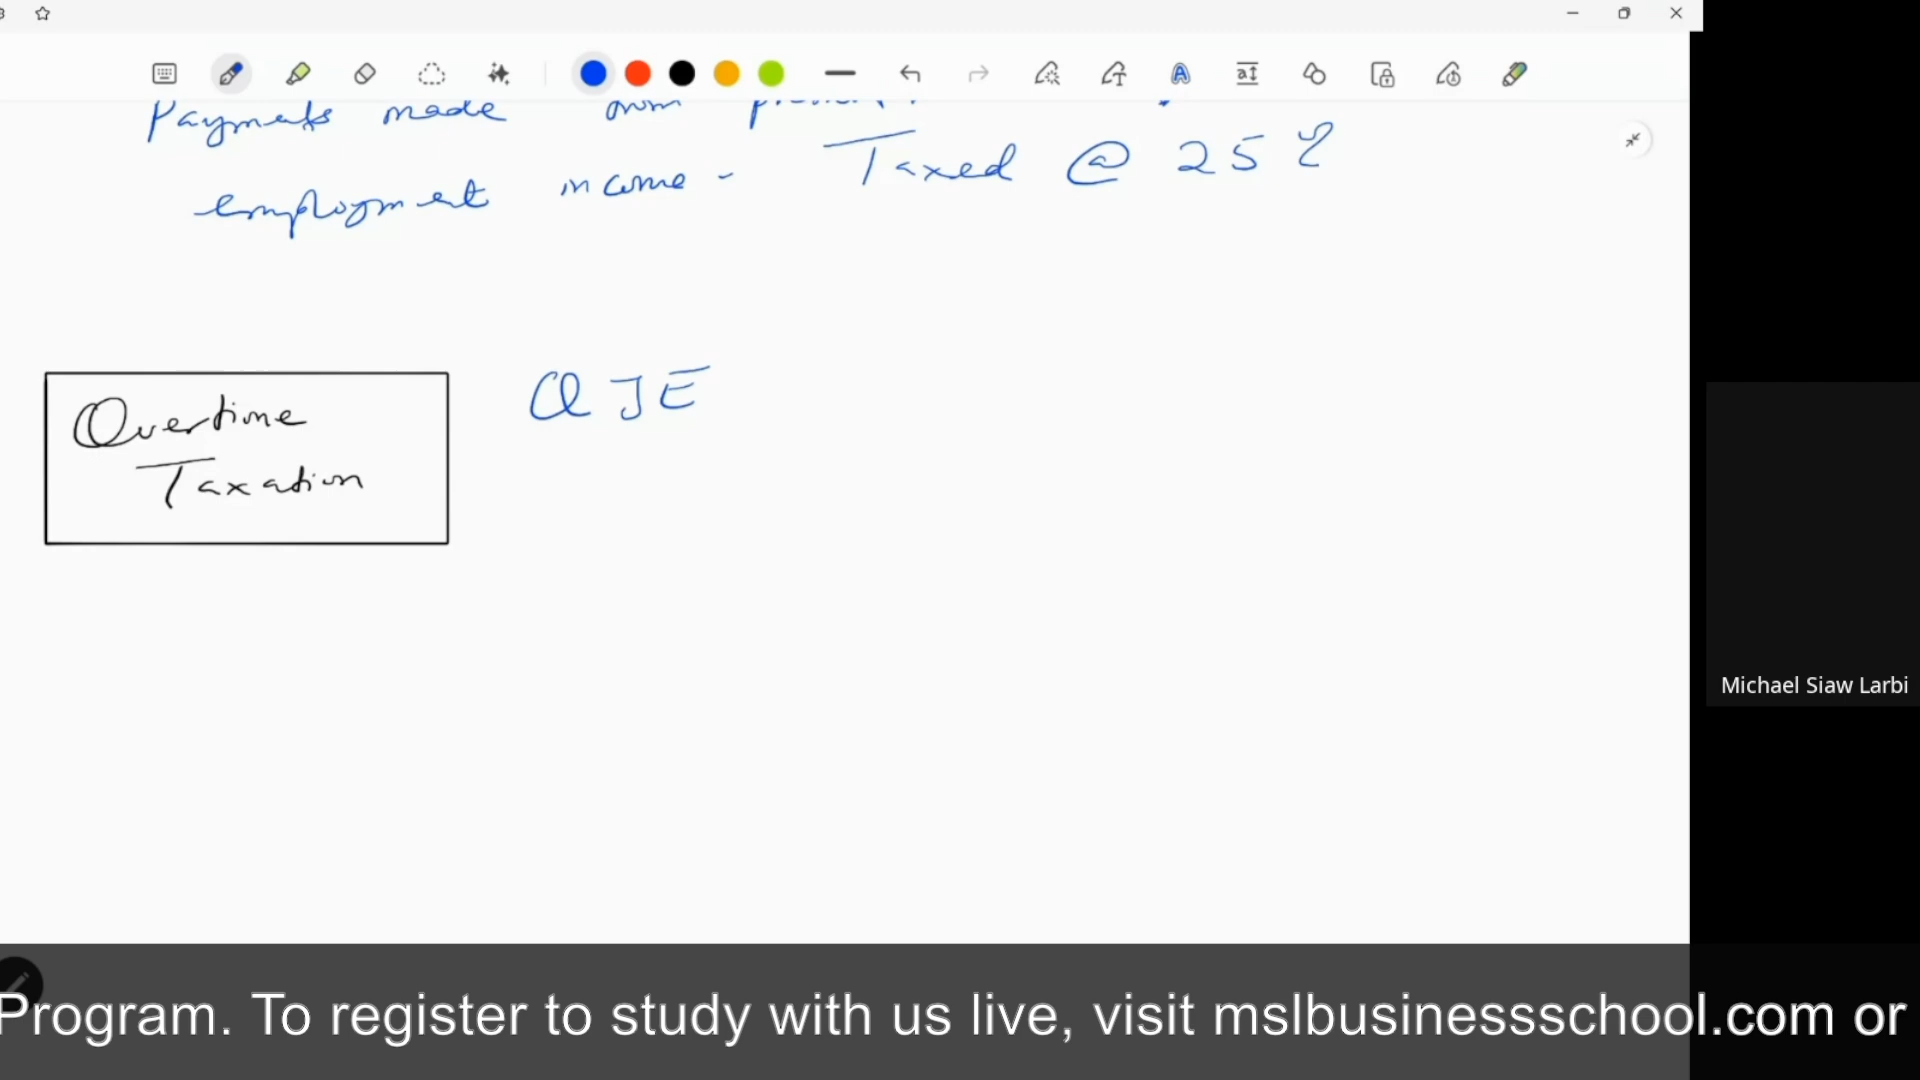 Payments made from
employment income - Taxed @ 25 %
Overtime
Taxation
QJE
Michael Siaw Larbi
Program. To register to study with us live, visit mslbusinessschool.com or